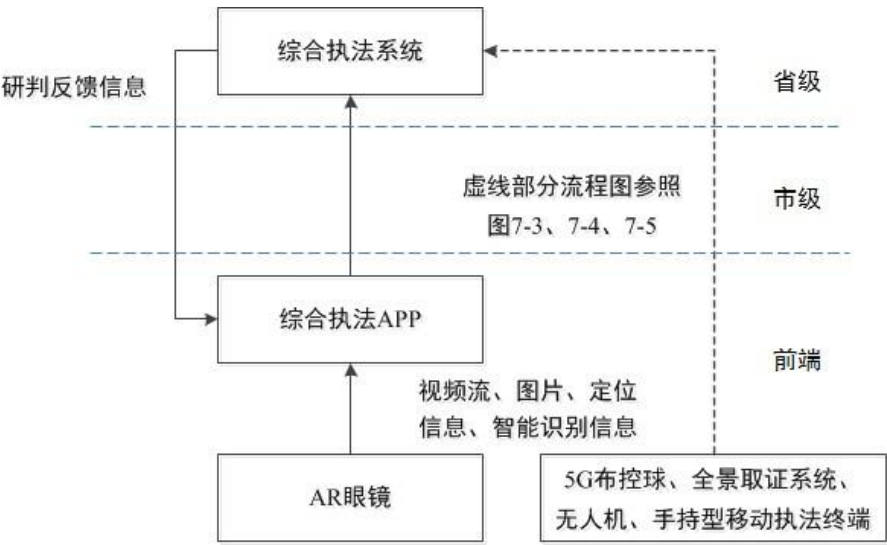 综合执法系统
研判反馈信息
省级
虚线部分流程图参照
图7-3、7-4、7-5
市级
综合执法APP
前端
视频流、图片、定位
信息、智能识别信息
AR眼镜
5G布控球、全景取证系统、
无人机、手持型移动执法终端